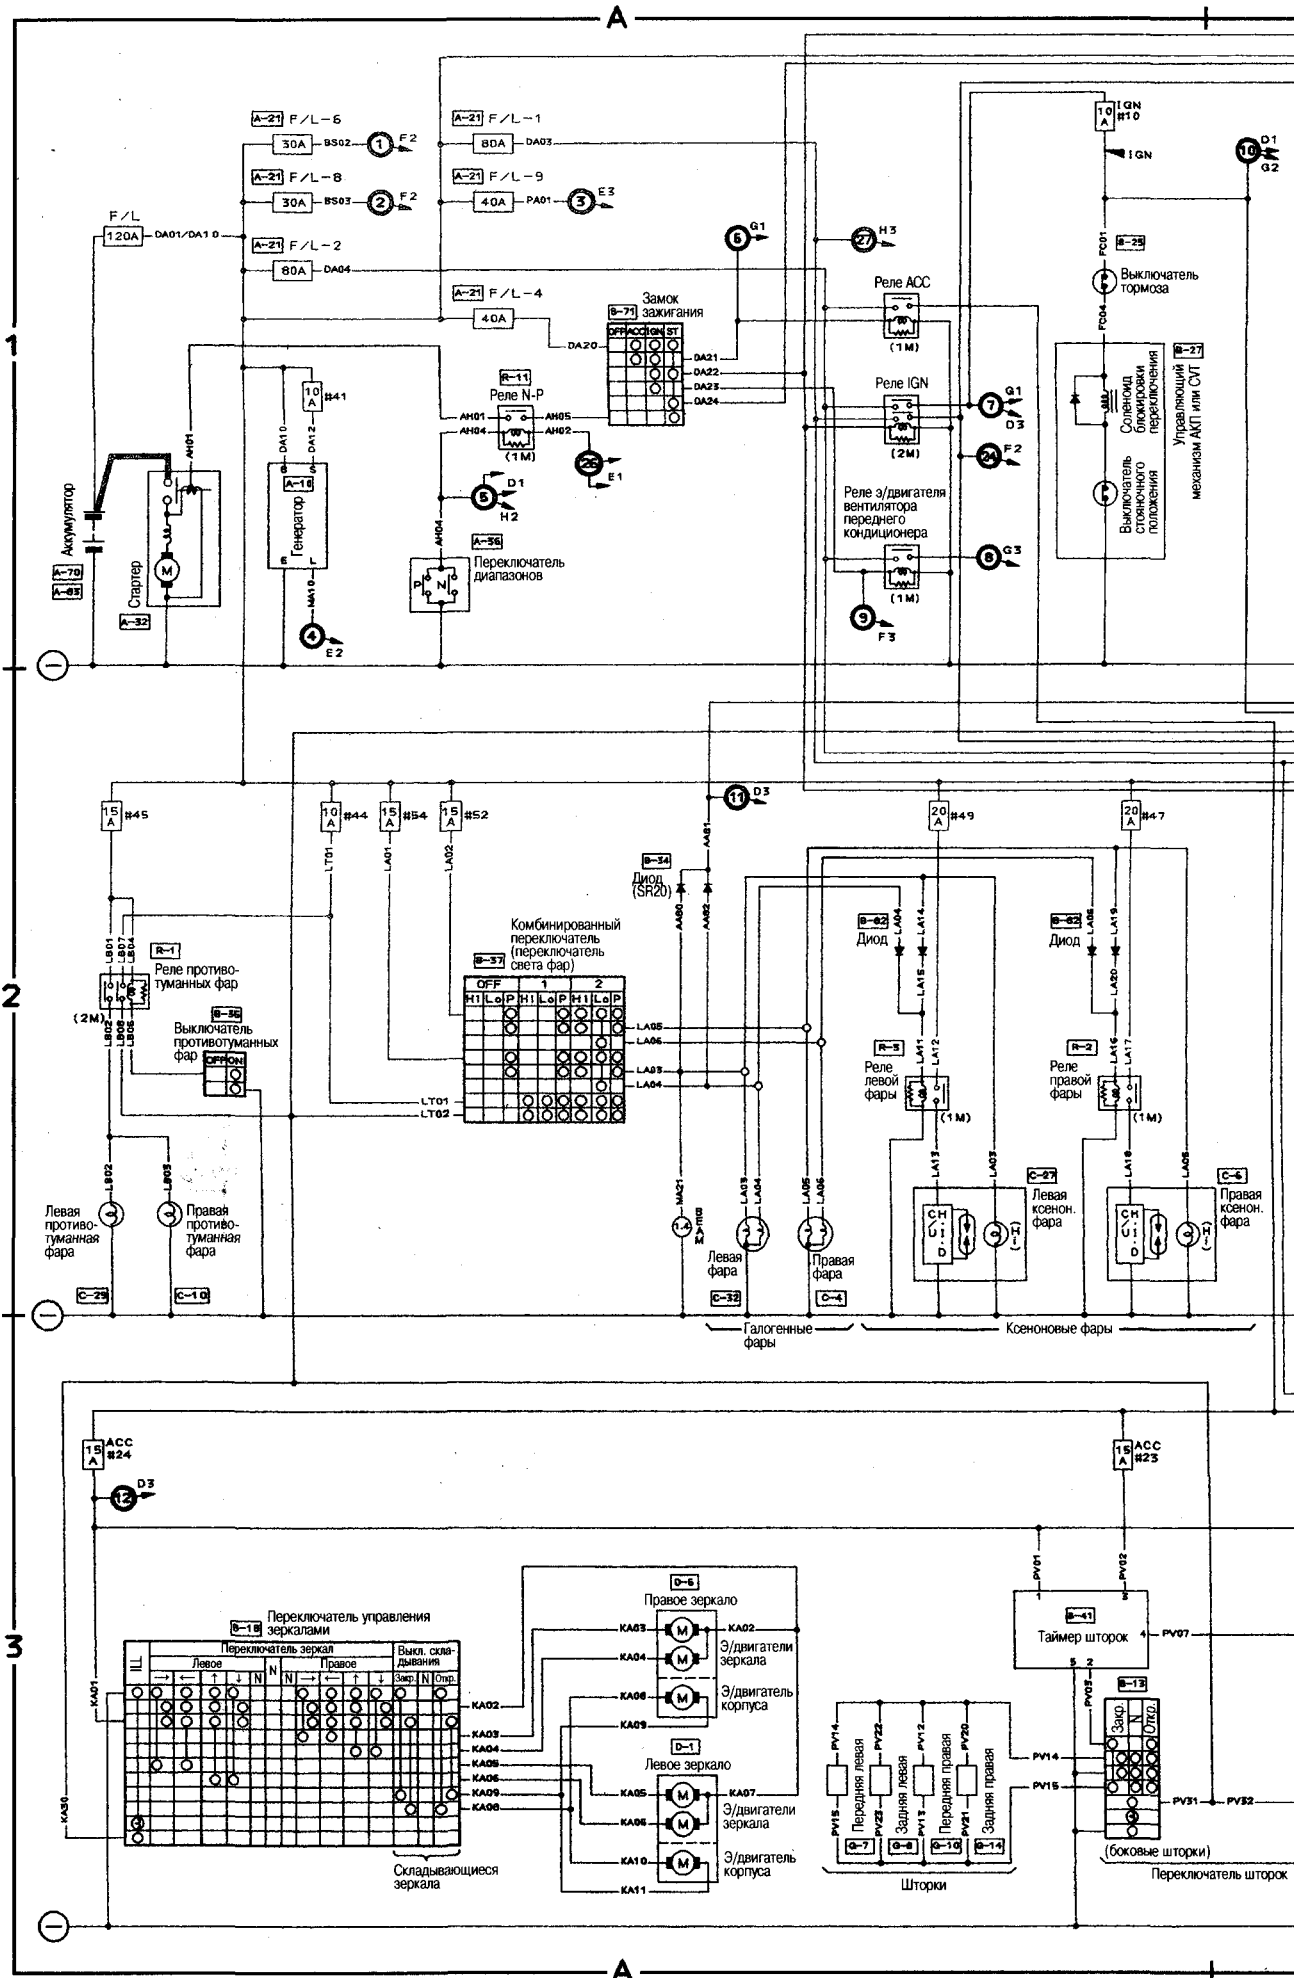 A
A-21 F/L-6
30A BS02 1 F2
A-21 F/L-8
30A BS03 2 F2
F/L
120A DA01/DA10
A-21 F/L-2
80A DA04
A-21 F/L-1
80A DA03
A-21 F/L-9
40A PA01 3 E3
A-21 F/L-4
40A
DA20
B-71
Замок
зажигания
OFF ACC IGN ST
DA21
DA22
DA23
DA24
6 G1
27 H3
Реле ACC
(1M)
Реле IGN
(2M)
7 G1
D3
24 F2
Реле э/двигателя
вентилятора
переднего
кондиционера
(1M)
8 G3
9 F3
10 A
IGN
#10
IGN
10 D1
G2
FC01
B-25
Выключатель
тормоза
FC04
B-27
Соленоид
блокировки
переключения
Выключатель
стояночного
положения
Управляющий
механизм АКП или CVT
1
AH01
10 A #41
DA10
DA12
B S
A-16
Генератор
E L
MA10
4 E2
Аккумулятор
A-70
A-63
Стартер
M
A-32
R-11
Реле N-P
AH01 AH05
AH04 AH02
(1M)
26 E1
5 D1
H2
AH04
A-36
Переключатель
диапазонов
P N
2
15 A #45
10 A #44
15 A #54
15 A #52
LT01
LA01
LA02
11 D3
AA81
20 A #49
20 A #47
B-34
Диод
(SR20)
AA80
AA82
LB01
LB07
LB04
R-1
Реле противо-
туманных фар
(2M)
LB02
LB08
LB06
B-36
Выключатель
противотуманных
фар
OFF ON
Комбинированный
переключатель
(переключатель
света фар)
B-37
OFF 1 2
HI Lo P HI Lo P HI Lo P
LA05
LA06
LA03
LA04
LT01
LT02
B-62
Диод
LA04
LA14
LA15
B-62
Диод
LA06
LA19
LA20
R-3
LA11
LA12
Реле
левой
фары
(1M)
R-2
LA16
LA17
Реле
правой
фары
(1M)
LB02
LB03
Левая
противо-
туманная
фара
C-29
Правая
противо-
туманная
фара
C-10
MA21
1.4
LA03
LA04
LA05
LA06
Левая
фара
C-32
Правая
фара
C-4
LA13
LA03
C-27
Левая
ксенон.
фара
LA18
LA05
C-6
Правая
ксенон.
фара
Галогенные
фары
Ксеноновые фары
3
15 A
ACC
#24
12 D3
15 A
ACC
#23
KA01
KA50
B-18
Переключатель управления
зеркалами
ILL
Переключатель зеркал
Выкл. скла-
дывания
Левое N Правое
→ ← ↑ ↓ N N → ← ↑ ↓ Закр. N Откр.
KA02
KA03
KA04
KA05
KA06
KA09
KA08
Складывающиеся
зеркала
D-6
Правое зеркало
KA03 M KA02
KA04 M
Э/двигатели
зеркала
KA08 M
Э/двигатель
корпуса
KA09
D-1
Левое зеркало
KA05 M KA07
KA06 M
Э/двигатели
зеркала
KA10 M
Э/двигатель
корпуса
KA11
PV01
PV02
1 3
B-41
Таймер шторок
4 PV07
5 2
PV03
B-13
Закр.
N
Откр.
PV14
PV15
PV31 PV32
(боковые шторки)
Переключатель шторок
PV14
PV22
PV12
PV20
Передняя левая
Задняя левая
Передняя правая
Задняя правая
PV15
PV23
PV13
PV21
G-7
G-8
G-10
G-14
Шторки
A